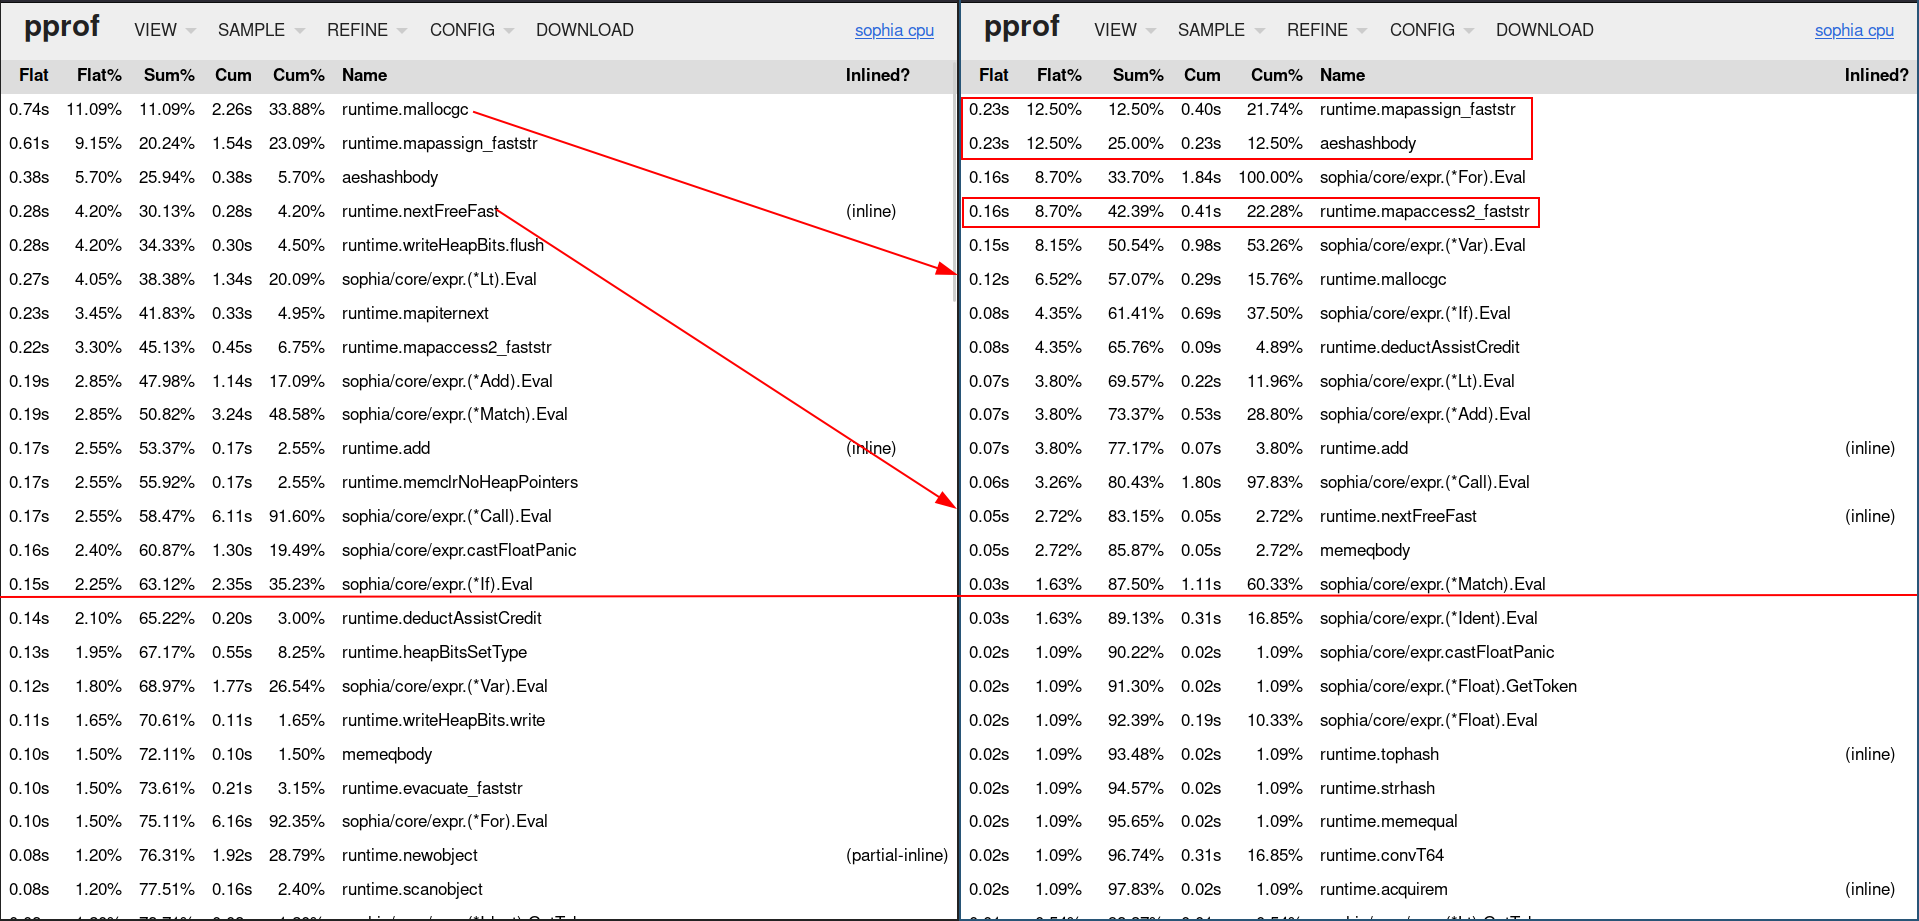 pprof VIEW SAMPLE REFINE CONFIG DOWNLOAD sophia cpu
Flat Flat% Sum% Cum Cum% Name Inlined?
0.74s 11.09% 11.09% 2.26s 33.88% runtime.mallocgc
0.61s 9.15% 20.24% 1.54s 23.09% runtime.mapassign_faststr
0.38s 5.70% 25.94% 0.38s 5.70% aeshashbody
0.28s 4.20% 30.13% 0.28s 4.20% runtime.nextFreeFast (inline)
0.28s 4.20% 34.33% 0.30s 4.50% runtime.writeHeapBits.flush
0.27s 4.05% 38.38% 1.34s 20.09% sophia/core/expr.(*Lt).Eval
0.23s 3.45% 41.83% 0.33s 4.95% runtime.mapiternext
0.22s 3.30% 45.13% 0.45s 6.75% runtime.mapaccess2_faststr
0.19s 2.85% 47.98% 1.14s 17.09% sophia/core/expr.(*Add).Eval
0.19s 2.85% 50.82% 3.24s 48.58% sophia/core/expr.(*Match).Eval
0.17s 2.55% 53.37% 0.17s 2.55% runtime.add (inline)
0.17s 2.55% 55.92% 0.17s 2.55% runtime.memclrNoHeapPointers
0.17s 2.55% 58.47% 6.11s 91.60% sophia/core/expr.(*Call).Eval
0.16s 2.40% 60.87% 1.30s 19.49% sophia/core/expr.castFloatPanic
0.15s 2.25% 63.12% 2.35s 35.23% sophia/core/expr.(*If).Eval
0.14s 2.10% 65.22% 0.20s 3.00% runtime.deductAssistCredit
0.13s 1.95% 67.17% 0.55s 8.25% runtime.heapBitsSetType
0.12s 1.80% 68.97% 1.77s 26.54% sophia/core/expr.(*Var).Eval
0.11s 1.65% 70.61% 0.11s 1.65% runtime.writeHeapBits.write
0.10s 1.50% 72.11% 0.10s 1.50% memeqbody
0.10s 1.50% 73.61% 0.21s 3.15% runtime.evacuate_faststr
0.10s 1.50% 75.11% 6.16s 92.35% sophia/core/expr.(*For).Eval
0.08s 1.20% 76.31% 1.92s 28.79% runtime.newobject (partial-inline)
0.08s 1.20% 77.51% 0.16s 2.40% runtime.scanobject
pprof VIEW SAMPLE REFINE CONFIG DOWNLOAD sophia cpu
Flat Flat% Sum% Cum Cum% Name Inlined?
0.23s 12.50% 12.50% 0.40s 21.74% runtime.mapassign_faststr
0.23s 12.50% 25.00% 0.23s 12.50% aeshashbody
0.16s 8.70% 33.70% 1.84s 100.00% sophia/core/expr.(*For).Eval
0.16s 8.70% 42.39% 0.41s 22.28% runtime.mapaccess2_faststr
0.15s 8.15% 50.54% 0.98s 53.26% sophia/core/expr.(*Var).Eval
0.12s 6.52% 57.07% 0.29s 15.76% runtime.mallocgc
0.08s 4.35% 61.41% 0.69s 37.50% sophia/core/expr.(*If).Eval
0.08s 4.35% 65.76% 0.09s 4.89% runtime.deductAssistCredit
0.07s 3.80% 69.57% 0.22s 11.96% sophia/core/expr.(*Lt).Eval
0.07s 3.80% 73.37% 0.53s 28.80% sophia/core/expr.(*Add).Eval
0.07s 3.80% 77.17% 0.07s 3.80% runtime.add (inline)
0.06s 3.26% 80.43% 1.80s 97.83% sophia/core/expr.(*Call).Eval
0.05s 2.72% 83.15% 0.05s 2.72% runtime.nextFreeFast (inline)
0.05s 2.72% 85.87% 0.05s 2.72% memeqbody
0.03s 1.63% 87.50% 1.11s 60.33% sophia/core/expr.(*Match).Eval
0.03s 1.63% 89.13% 0.31s 16.85% sophia/core/expr.(*Ident).Eval
0.02s 1.09% 90.22% 0.02s 1.09% sophia/core/expr.castFloatPanic
0.02s 1.09% 91.30% 0.02s 1.09% sophia/core/expr.(*Float).GetToken
0.02s 1.09% 92.39% 0.19s 10.33% sophia/core/expr.(*Float).Eval
0.02s 1.09% 93.48% 0.02s 1.09% runtime.tophash (inline)
0.02s 1.09% 94.57% 0.02s 1.09% runtime.strhash
0.02s 1.09% 95.65% 0.02s 1.09% runtime.memequal
0.02s 1.09% 96.74% 0.31s 16.85% runtime.convT64
0.02s 1.09% 97.83% 0.02s 1.09% runtime.acquirem (inline)